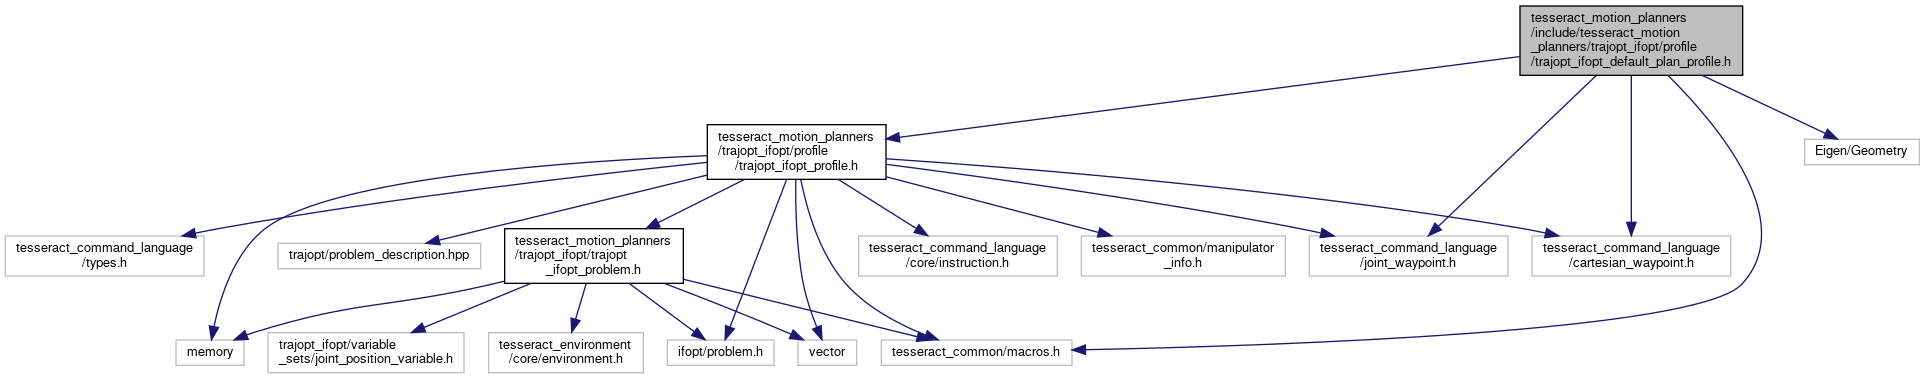 tesseract_motion_planners
/include/tesseract_motion
_planners/trajopt_ifopt/profile
/trajopt_ifopt_default_plan_profile.h
tesseract_motion_planners
/trajopt_ifopt/profile
/trajopt_ifopt_profile.h
Eigen/Geometry
tesseract_command_language
/types.h
trajopt/problem_description.hpp
tesseract_motion_planners
/trajopt_ifopt/trajopt
_ifopt_problem.h
tesseract_command_language
/core/instruction.h
tesseract_common/manipulator
_info.h
tesseract_command_language
/joint_waypoint.h
tesseract_command_language
/cartesian_waypoint.h
memory
trajopt_ifopt/variable
_sets/joint_position_variable.h
tesseract_environment
/core/environment.h
ifopt/problem.h
vector
tesseract_common/macros.h